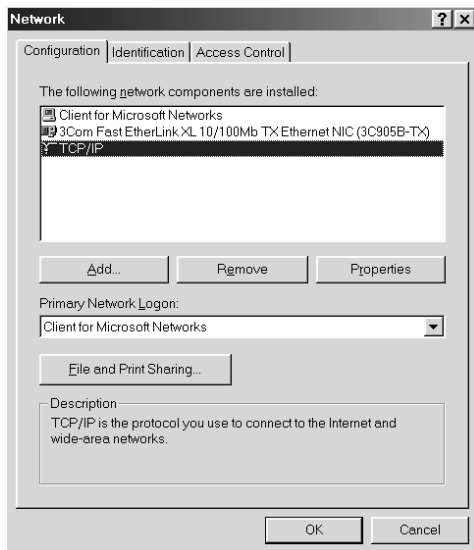 Network
Configuration Identification Access Control
The following network components are installed:
Client for Microsoft Networks
3Com Fast EtherLink XL 10/100Mb TX Ethernet NIC (3C905B-TX)
TCP/IP
Add... Remove Properties
Primary Network Logon:
Client for Microsoft Networks
File and Print Sharing...
Description
TCP/IP is the protocol you use to connect to the Internet and
wide-area networks.
OK Cancel